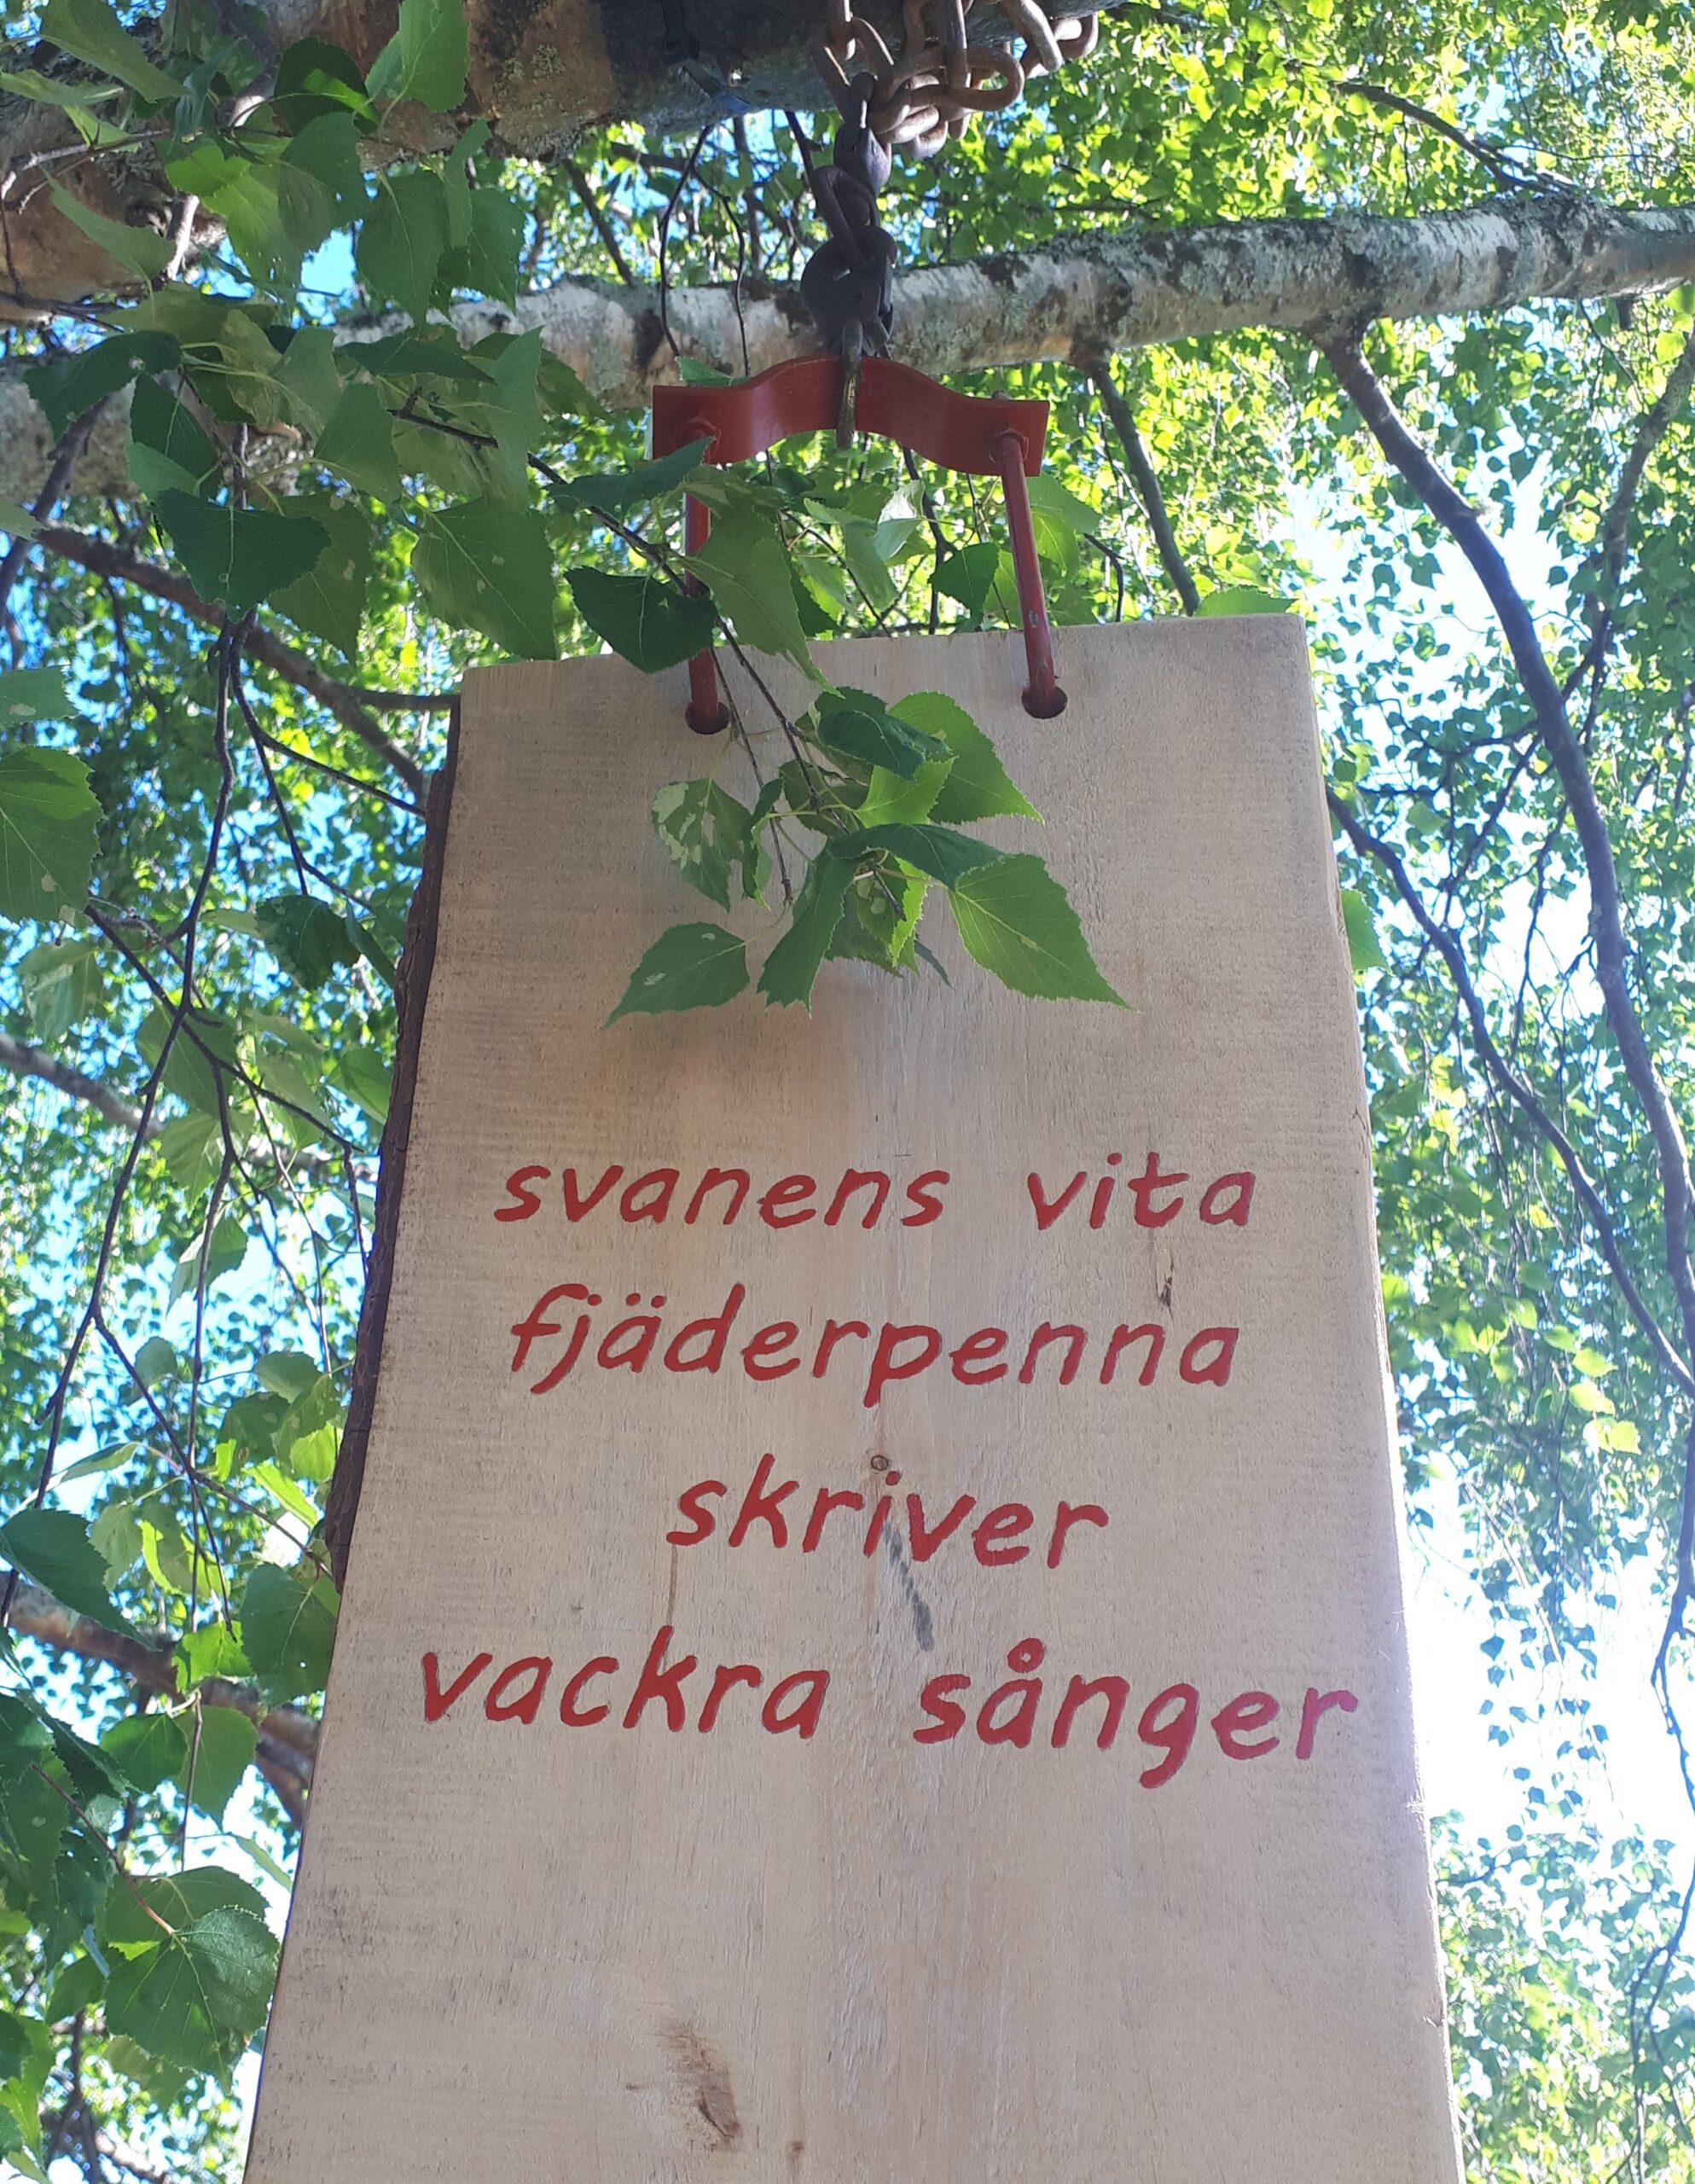 svanens vita
fjäderpenna
skriver
vackra sånger